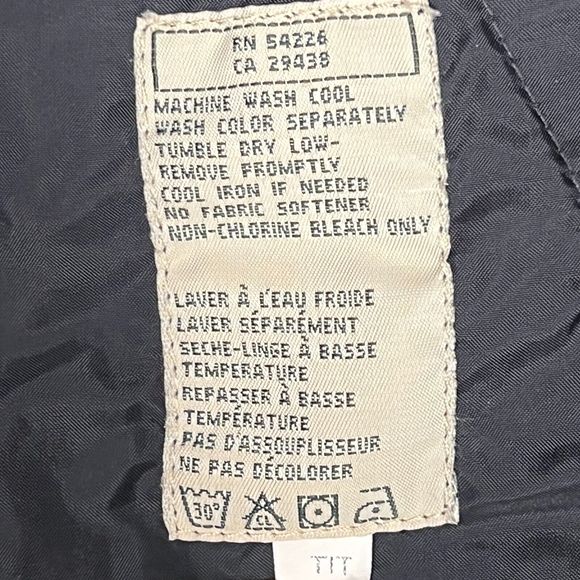 RN 54226
CA 29438
MACHINE WASH COOL
WASH COLOR SEPARATELY
TUMBLE DRY LOW-
REMOVE PROMPTLY
COOL IRON IF NEEDED
NO FABRIC SOFTENER
NON-CHLORINE BLEACH ONLY
LAVER À L'EAU FROIDE
LAVER SÉPARÉMENT
SECHE-LINGE À BASSE
TEMPERATURE
REPASSER À BASSE
TEMPÉRATURE
PAS D'ASSOUPLISSEUR
NE PAS DÉCOLORER
30° CL
TIT